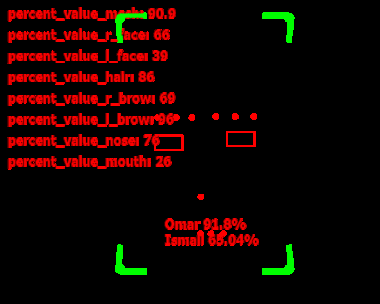 percent_value_mask: 90.9
percent_value_r_face: 66
percent_value_l_face: 39
percent_value_hair: 86
percent_value_r_brow: 69
percent_value_l_brow: 96
percent_value_nose: 76
percent_value_mouth: 26
Omar 91.8%
Ismail 65.04%